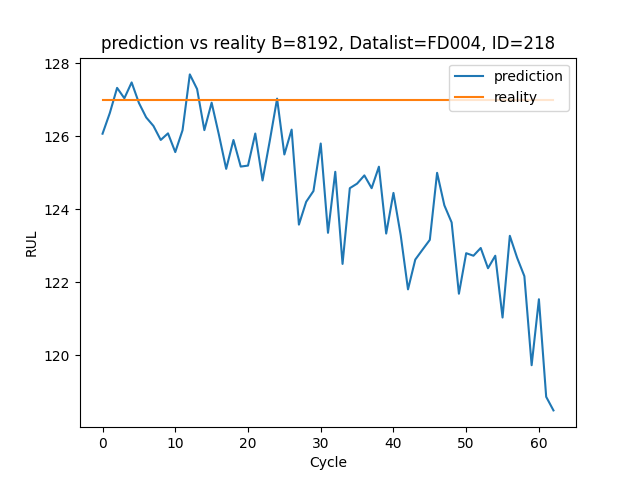 prediction vs reality B=8192, Datalist=FD004, ID=218
128
126
124
122
120
RUL
prediction
reality
0 10 20 30 40 50 60
Cycle